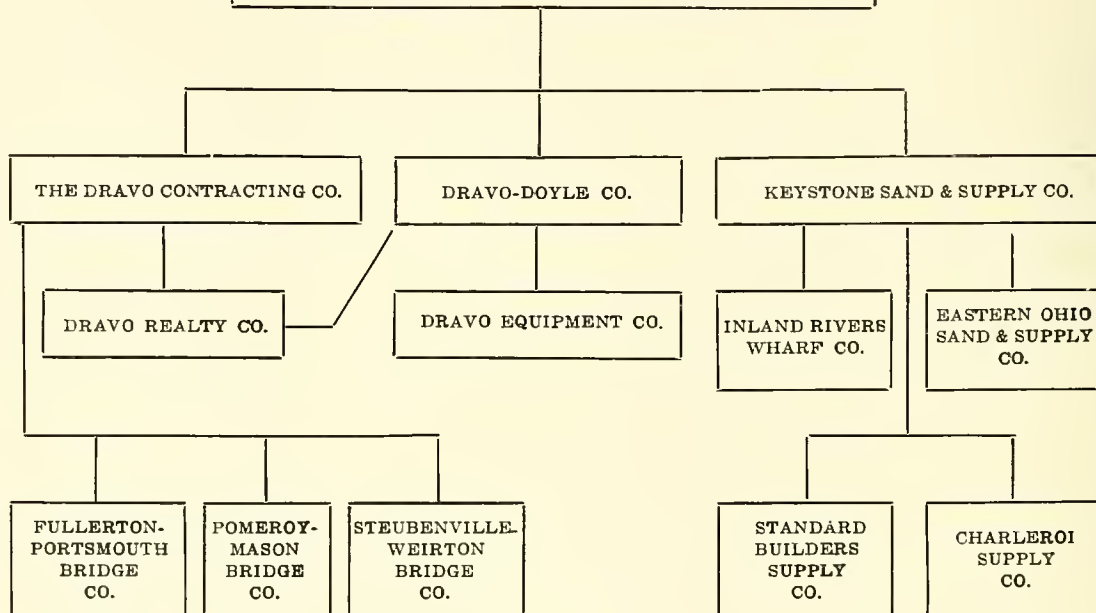 THE DRAVO CONTRACTING CO.
DRAVO-DOYLE CO.
KEYSTONE SAND & SUPPLY CO.
DRAVO REALTY CO.
DRAVO EQUIPMENT CO.
INLAND RIVERS
WHARF CO.
EASTERN OHIO
SAND & SUPPLY
CO.
FULLERTON-
PORTSMOUTH
BRIDGE
CO.
POMEROY-
MASON
BRIDGE
CO.
STEUBENVILLE-
WEIRTON
BRIDGE
CO.
STANDARD
BUILDERS
SUPPLY
CO.
CHARLEROI
SUPPLY
CO.